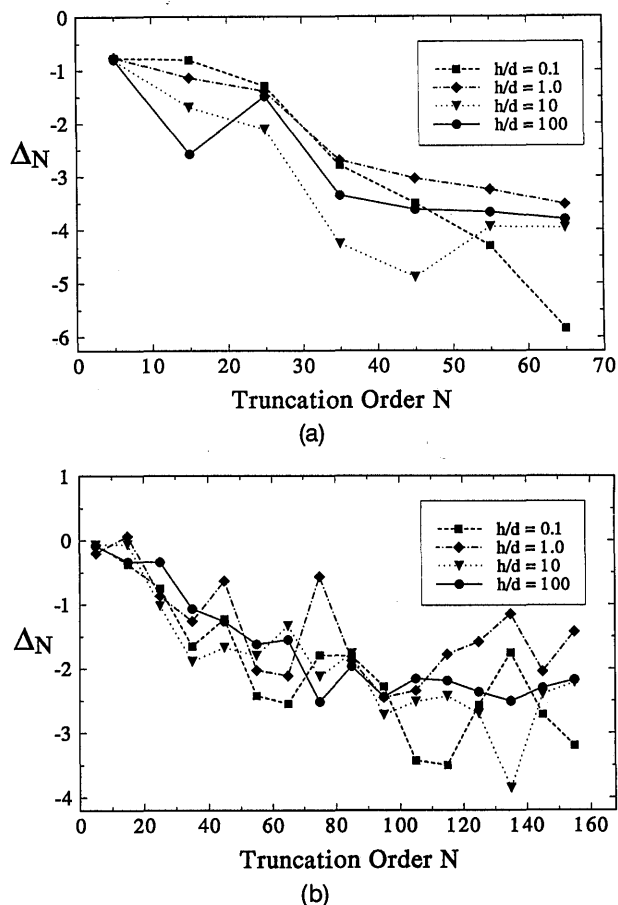 0
-1
-2
-3
-4
-5
-6
Δ_N
h/d = 0.1
h/d = 1.0
h/d = 10
h/d = 100
0 10 20 30 40 50 60 70
Truncation Order N
(a)
1
0
-1
-2
-3
-4
Δ_N
h/d = 0.1
h/d = 1.0
h/d = 10
h/d = 100
0 20 40 60 80 100 120 140 160
Truncation Order N
(b)